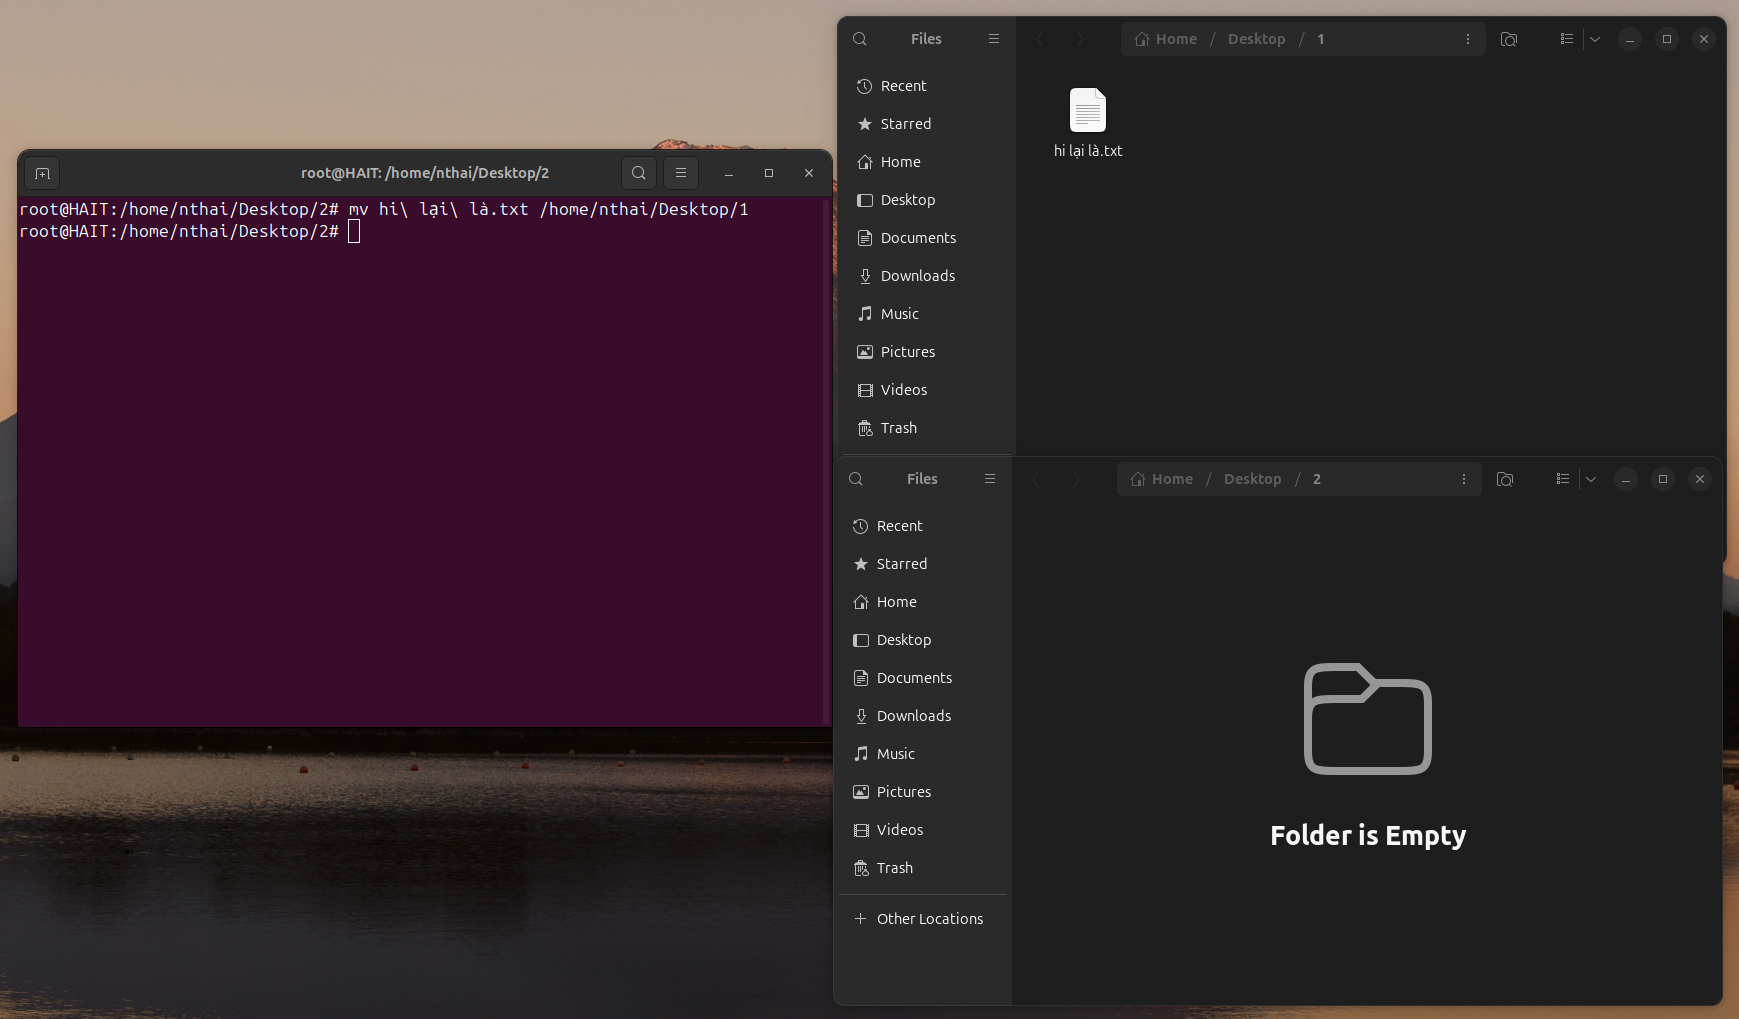 root@HAIT: /home/nthai/Desktop/2
root@HAIT:/home/nthai/Desktop/2# mv hi\ lại\ là.txt /home/nthai/Desktop/1
root@HAIT:/home/nthai/Desktop/2#
Files
Home / Desktop / 1
Recent
Starred
Home
Desktop
Documents
Downloads
Music
Pictures
Videos
Trash
hi lại là.txt
Files
Home / Desktop / 2
Recent
Starred
Home
Desktop
Documents
Downloads
Music
Pictures
Videos
Trash
Other Locations
Folder is Empty